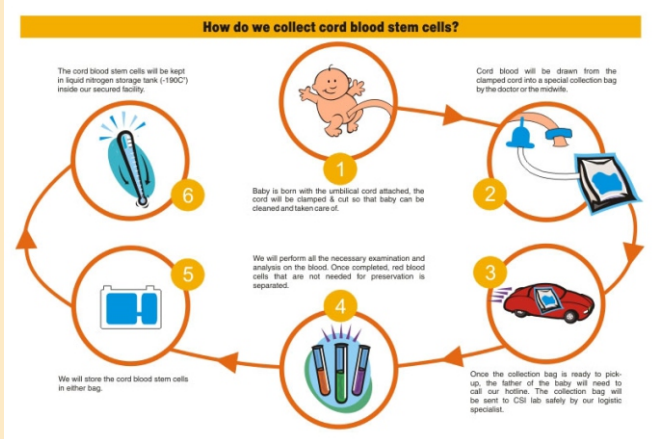 How do we collect cord blood stem cells?
1
Baby is born with the umbilical cord attached, the
cord will be clamped & cut so that baby can be
cleaned and taken care of.
Cord blood will be drawn from the
clamped cord into a special collection bag
by the doctor or the midwife.
2
3
Once the collection bag is ready to pick-
up, the father of the baby will need to
call our hotline. The collection bag will
be sent to CSI lab safely by our logistic
specialist.
We will perform all the necessary examination and
analysis on the blood. Once completed, red blood
cells that are not needed for preservation is
separated.
4
5
We will store the cord blood stem cells
in either bag.
The cord blood stem cells will be kept
in liquid nitrogen storage tank (-190C°)
inside our secured facility.
6